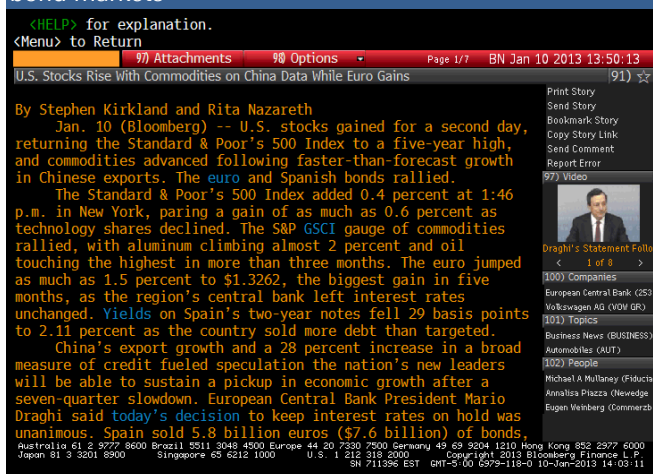 bond markets
<HELP> for explanation.
<Menu> to Return
97) Attachments 98) Options Page 1/7 BN Jan 10 2013 13:50:13
U.S. Stocks Rise With Commodities on China Data While Euro Gains 91)
Print Story
Send Story
Bookmark Story
Copy Story Link
Send Comment
Report Error
97) Video
Draghi's Statement Follo
< 1 of 8 >
100) Companies
European Central Bank (253
Volkswagen AG (VOW GR)
101) Topics
Business News (BUSINESS)
Automobiles (AUT)
102) People
Michael A Mullaney (Fiducia
Annalisa Piazza (Newedge
Eugen Weinberg (Commerzb
By Stephen Kirkland and Rita Nazareth
Jan. 10 (Bloomberg) -- U.S. stocks gained for a second day,
returning the Standard & Poor's 500 Index to a five-year high,
and commodities advanced following faster-than-forecast growth
in Chinese exports. The euro and Spanish bonds rallied.
The Standard & Poor's 500 Index added 0.4 percent at 1:46
p.m. in New York, paring a gain of as much as 0.6 percent as
technology shares declined. The S&P GSCI gauge of commodities
rallied, with aluminum climbing almost 2 percent and oil
touching the highest in more than three months. The euro jumped
as much as 1.5 percent to $1.3262, the biggest gain in five
months, as the region's central bank left interest rates
unchanged. Yields on Spain's two-year notes fell 29 basis points
to 2.11 percent as the country sold more debt than targeted.
China's export growth and a 28 percent increase in a broad
measure of credit fueled speculation the nation's new leaders
will be able to sustain a pickup in economic growth after a
seven-quarter slowdown. European Central Bank President Mario
Draghi said today's decision to keep interest rates on hold was
unanimous. Spain sold 5.8 billion euros ($7.6 billion) of bonds,
Australia 61 2 9777 8600 Brazil 5511 3048 4500 Europe 44 20 7330 7500 Germany 49 69 9204 1210 Hong Kong 852 2977 6000
Japan 81 3 3201 8900 Singapore 65 6212 1000 U.S. 1 212 318 2000 Copyright 2013 Bloomberg Finance L.P.
SN 711396 EST GMT-5:00 G979-118-0 10-Jan-2013 14:03:11